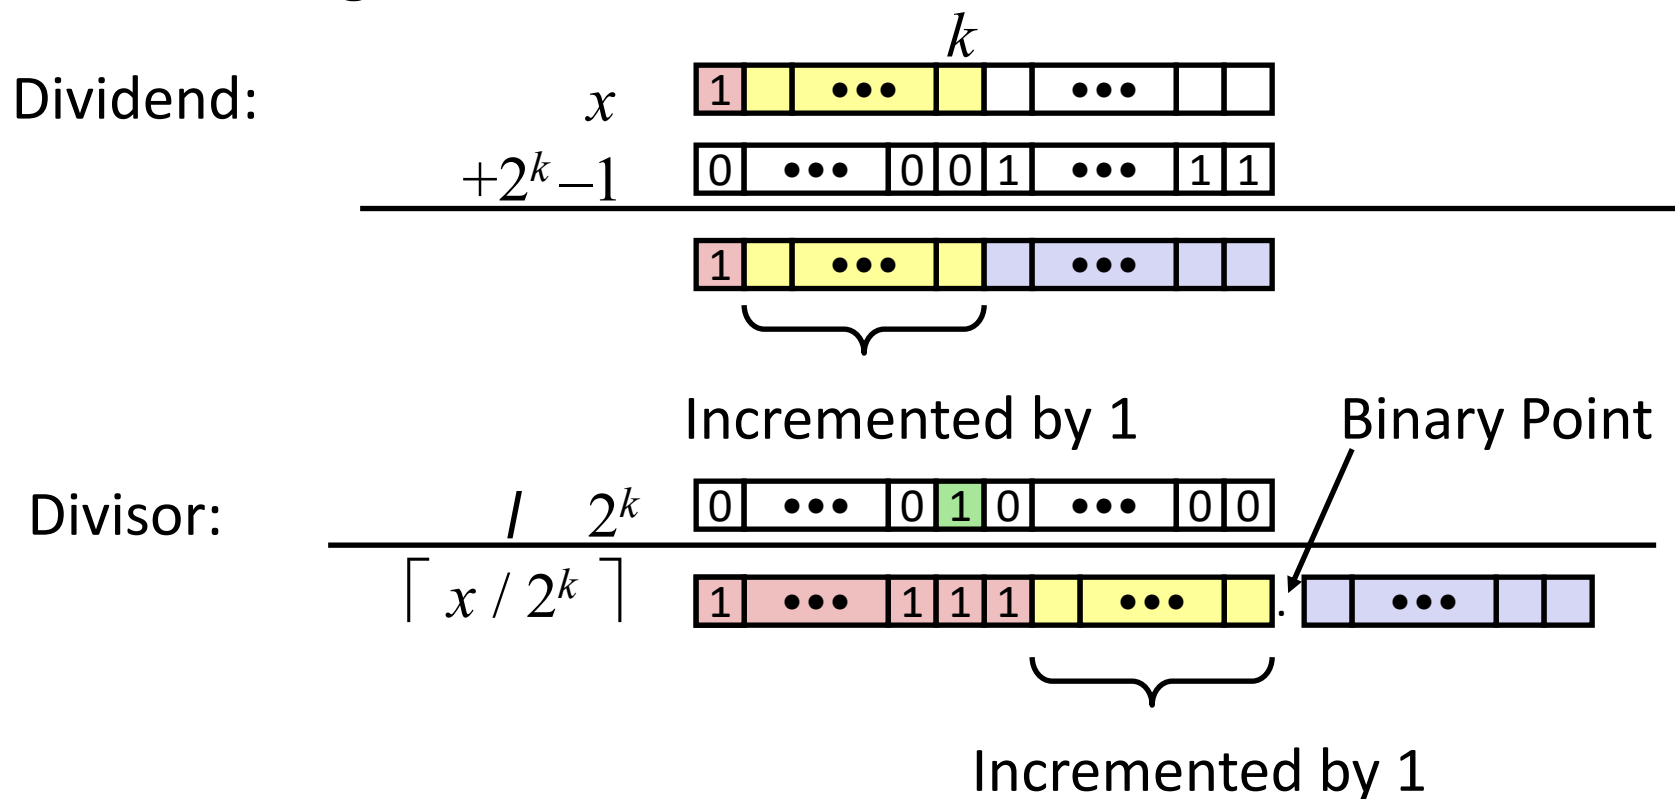 k
Dividend: x 1 ••• •••
+2^k –1 0 ••• 0 0 1 ••• 1 1
1 ••• •••
Incremented by 1 Binary Point
Divisor: / 2^k 0 ••• 0 1 0 ••• 0 0
⌈ x / 2^k ⌉ 1 ••• 1 1 1 ••• . •••
Incremented by 1